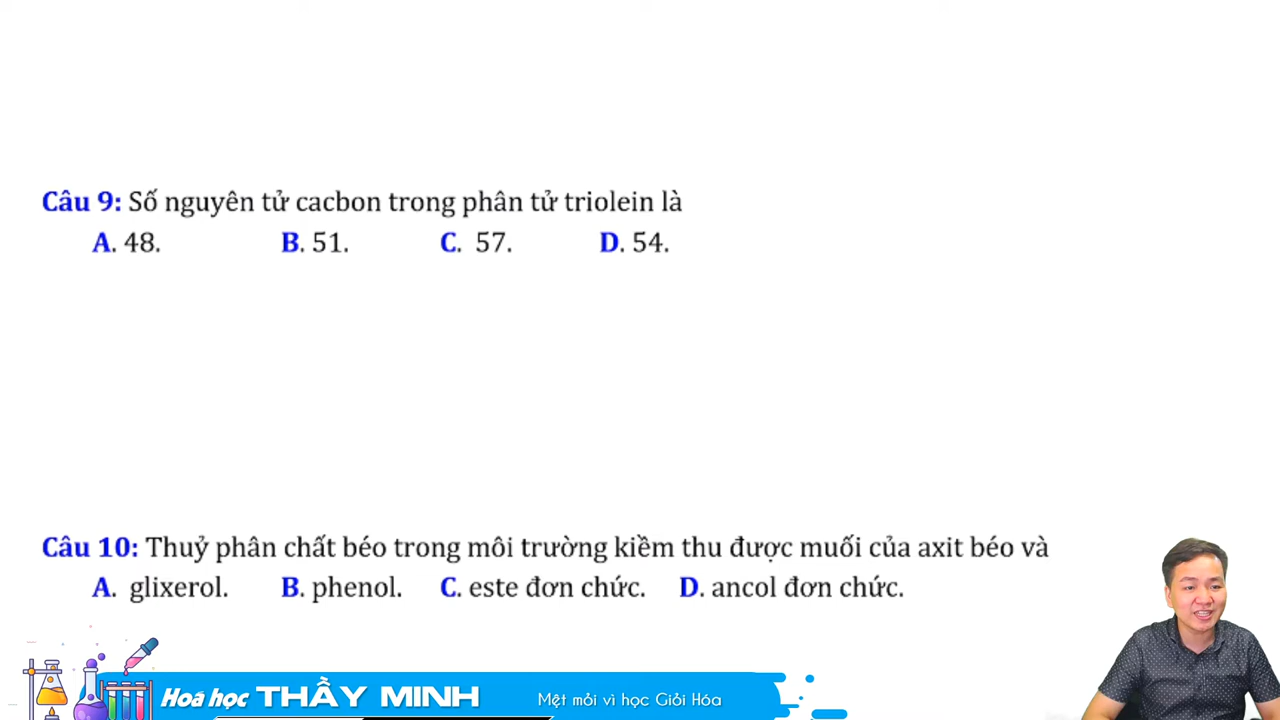 Câu 9: Số nguyên tử cacbon trong phân tử triolein là
A. 48. B. 51. C. 57. D. 54.
Câu 10: Thuỷ phân chất béo trong môi trường kiềm thu được muối của axit béo và
A. glixerol. B. phenol. C. este đơn chức. D. ancol đơn chức.
Hoá học THẦY MINH Mệt mỏi vì học Giỏi Hóa